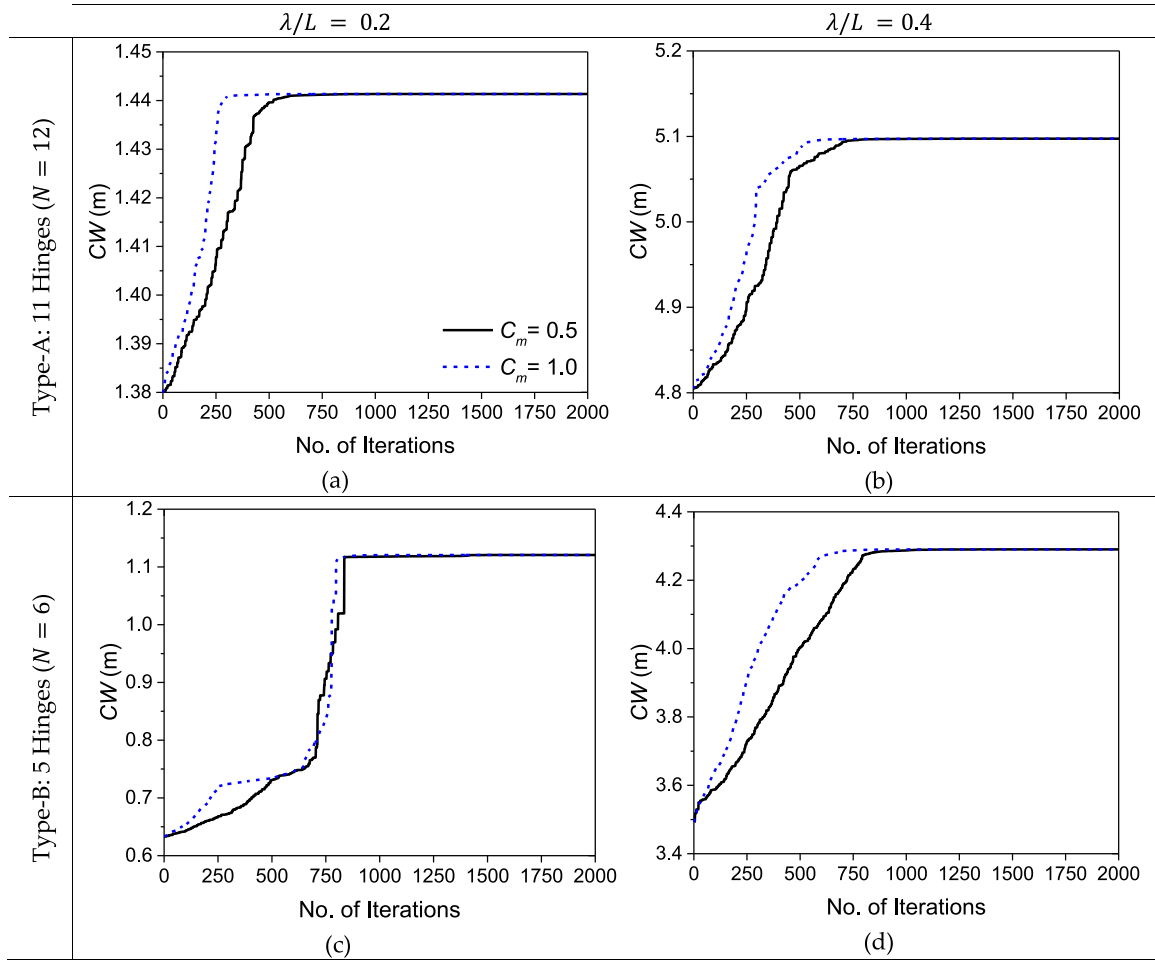 λ/L = 0.2
λ/L = 0.4
Type-A: 11 Hinges (N = 12)
1.45
1.44
1.43
1.42
1.41
1.40
1.39
1.38
CW (m)
C_m = 0.5
C_m = 1.0
0 250 500 750 1000 1250 1500 1750 2000
No. of Iterations
(a)
5.2
5.1
5.0
4.9
4.8
CW (m)
0 250 500 750 1000 1250 1500 1750 2000
No. of Iterations
(b)
Type-B: 5 Hinges (N = 6)
1.2
1.1
1.0
0.9
0.8
0.7
0.6
CW (m)
0 250 500 750 1000 1250 1500 1750 2000
No. of Iterations
(c)
4.4
4.2
4.0
3.8
3.6
3.4
CW (m)
0 250 500 750 1000 1250 1500 1750 2000
No. of Iterations
(d)